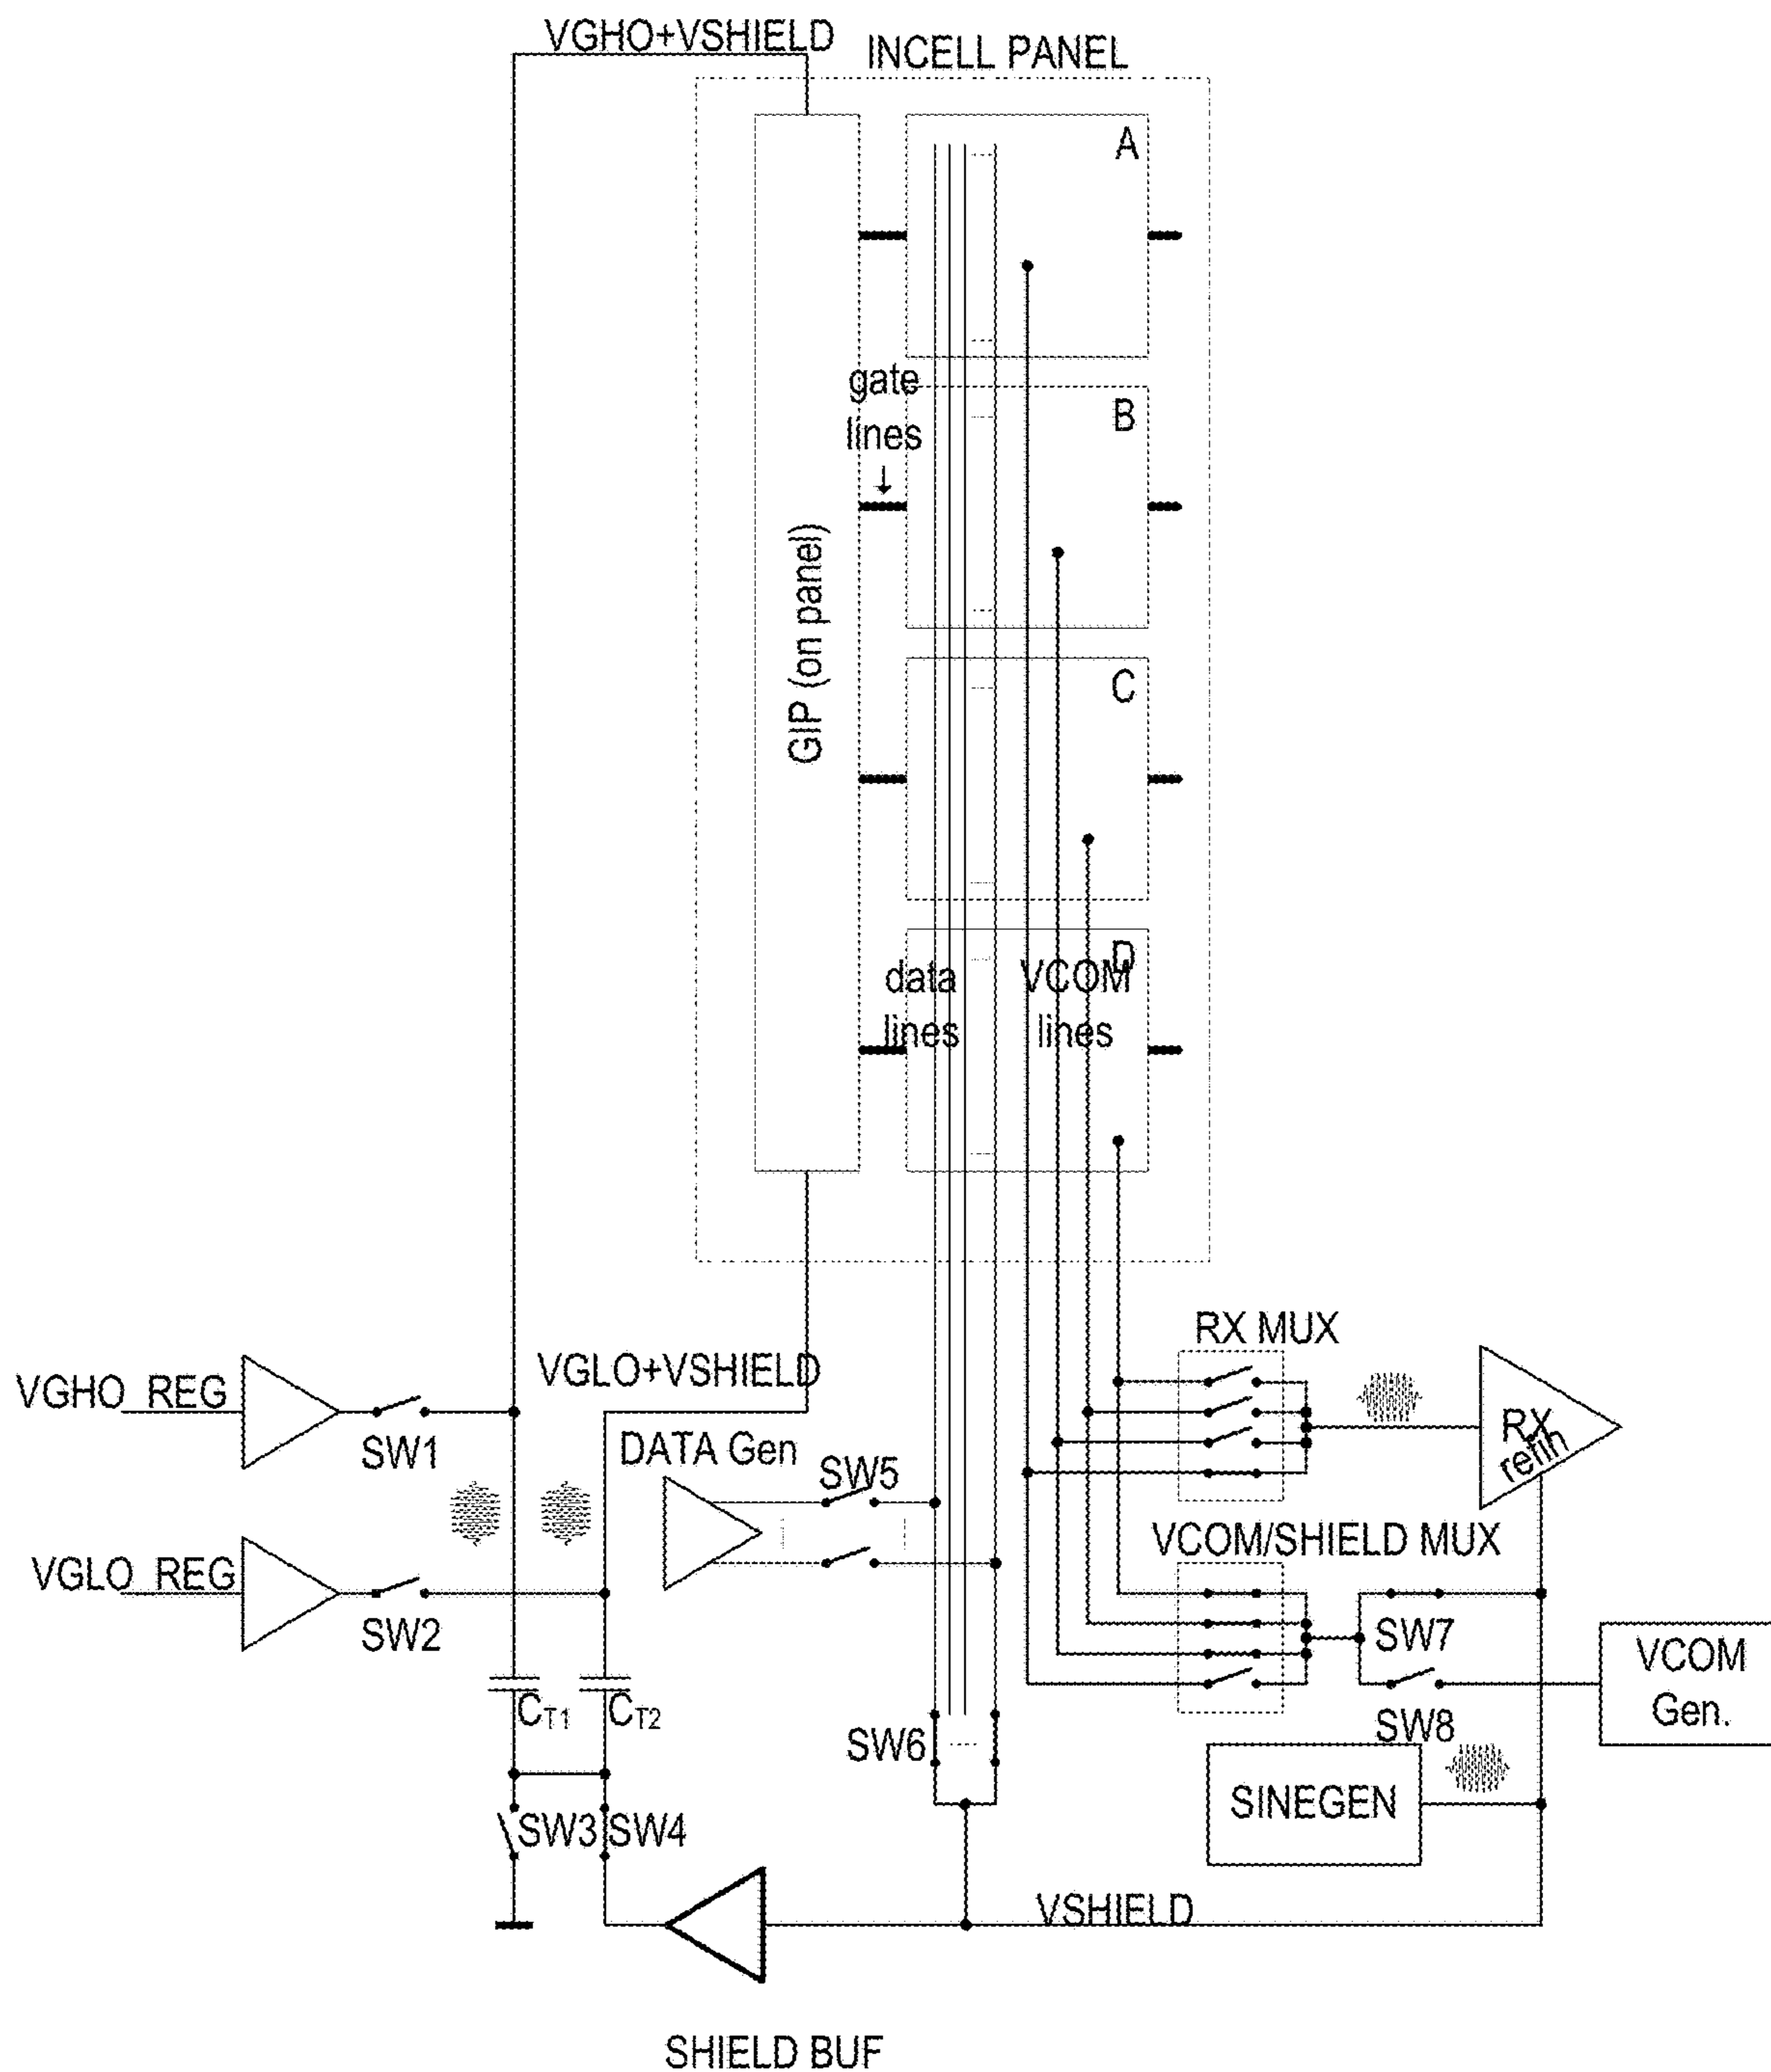 VGHO+VSHIELD
INCELL PANEL
A
gate
lines
B
GIP (on panel)
C
D
data
lines
VCOM
lines
RX MUX
VGHO_REG
SW1
VGLO+VSHIELD
RX
refin
DATA Gen
SW5
VGLO_REG
SW2
VCOM/SHIELD MUX
SW7
VCOM
Gen.
CT1
CT2
SW6
SW8
SINEGEN
SW3
SW4
VSHIELD
SHIELD BUF